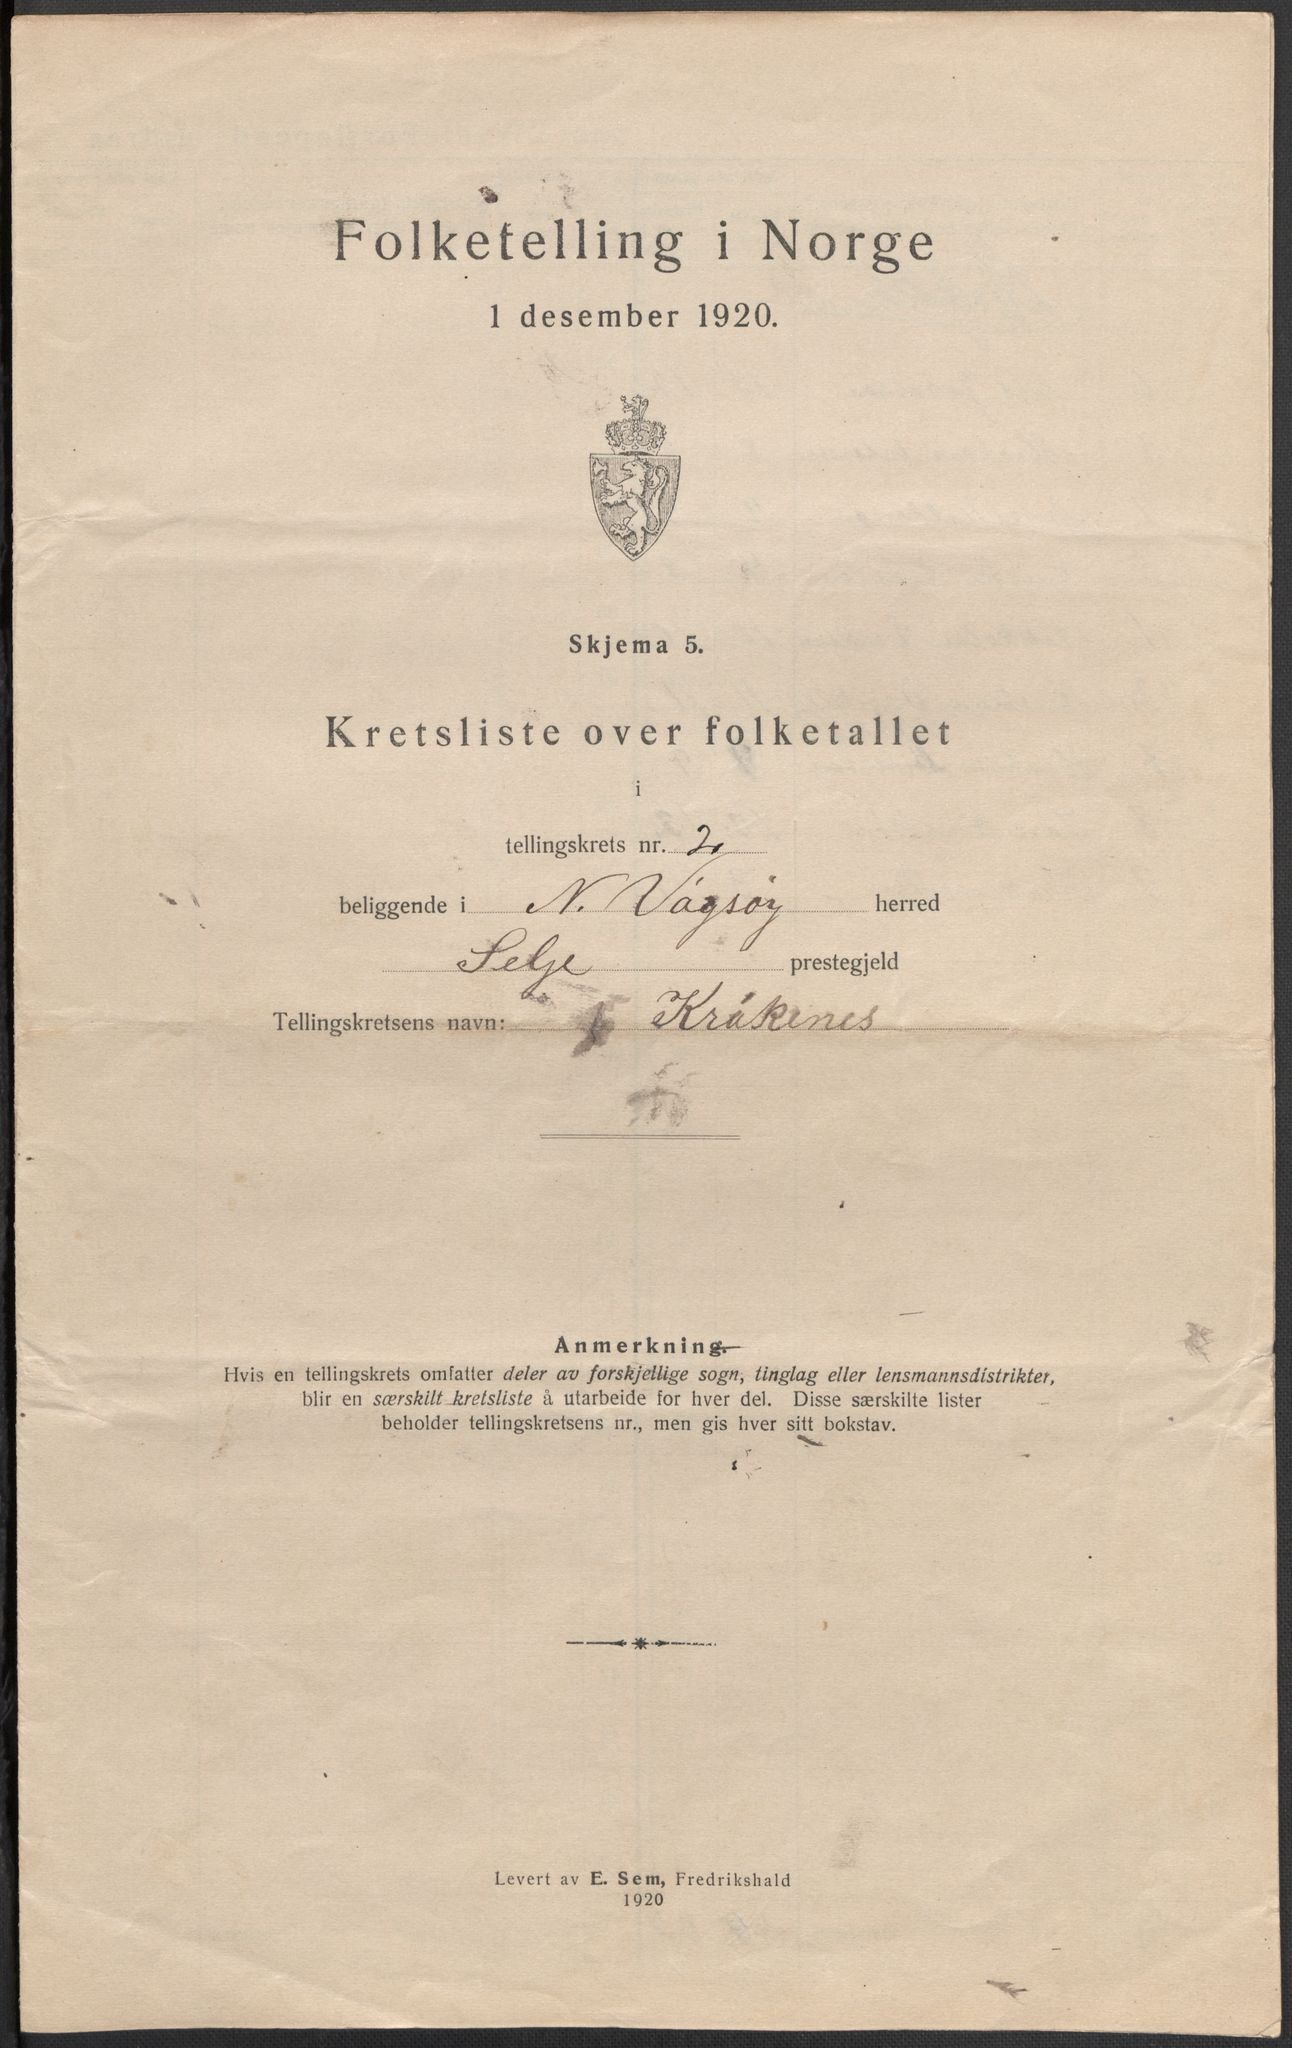 Folketelling i Norge
1 desember 1920.
Skjema 5.
Kretsliste over folketallet
i
tellingskrets nr. 2.
beliggende i N. Vågsøy herred
Selje prestegjeld
Tellingskretsens navn: Kråkenes
Anmerkning.
Hvis en tellingskrets omfatter deler av forskjellige sogn, tinglag eller lensmannsdistrikter,
blir en særskilt kretsliste å utarbeide for hver del. Disse særskilte lister
beholder tellingskretsens nr., men gis hver sitt bokstav.
Levert av E. Sem, Fredrikshald
1920